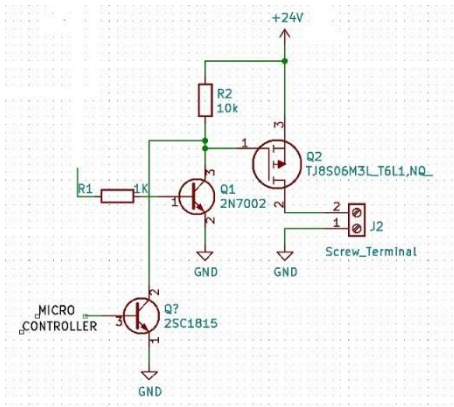 +24V
R2
10k
3
1
Q2
TJ8S06M3L_T6L1,NQ_
2
3
R1
1K
1
Q1
2N7002
2
2
1
J2
Screw_Terminal
GND
GND
2
MICRO
CONTROLLER
3
Q?
2SC1815
1
GND